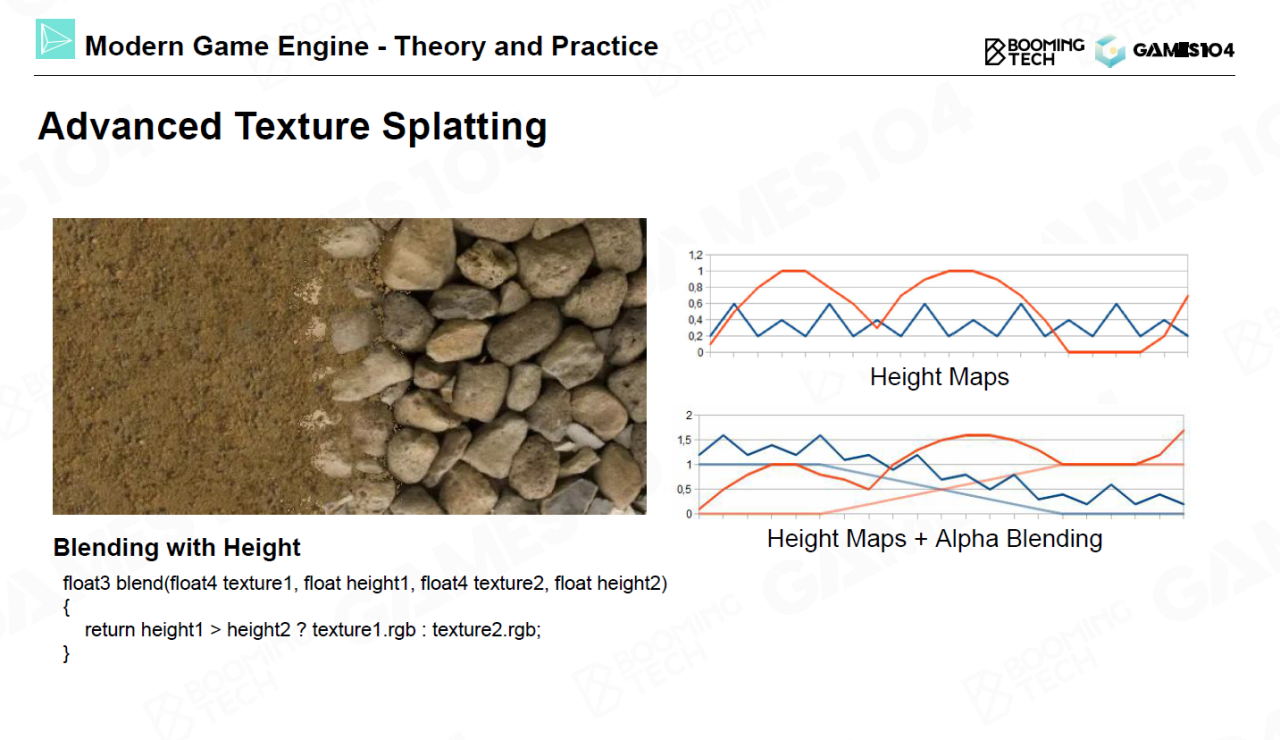 Modern Game Engine - Theory and Practice
BOOMING
TECH
GAMES104
Advanced Texture Splatting
1,2
1
0,8
0,6
0,4
0,2
0
Height Maps
2
1,5
1
0,5
0
Height Maps + Alpha Blending
Blending with Height
float3 blend(float4 texture1, float height1, float4 texture2, float height2)
{
return height1 > height2 ? texture1.rgb : texture2.rgb;
}